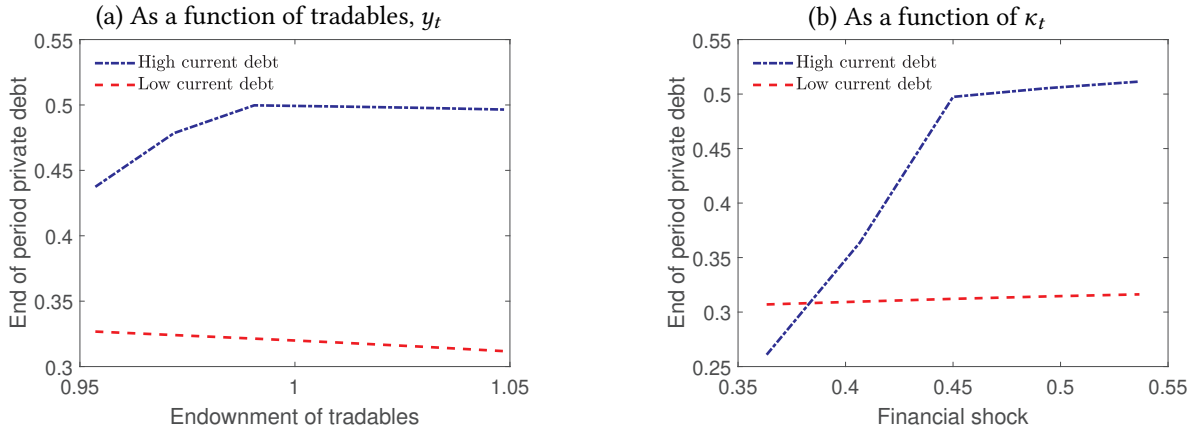 (a) As a function of tradables, y_t
0.55
0.5
0.45
0.4
0.35
0.3
High current debt
Low current debt
End of period private debt
0.95
1
1.05
Endownment of tradables
(b) As a function of κ_t
0.55
0.5
0.45
0.4
0.35
0.3
0.25
High current debt
Low current debt
End of period private debt
0.35
0.4
0.45
0.5
0.55
Financial shock